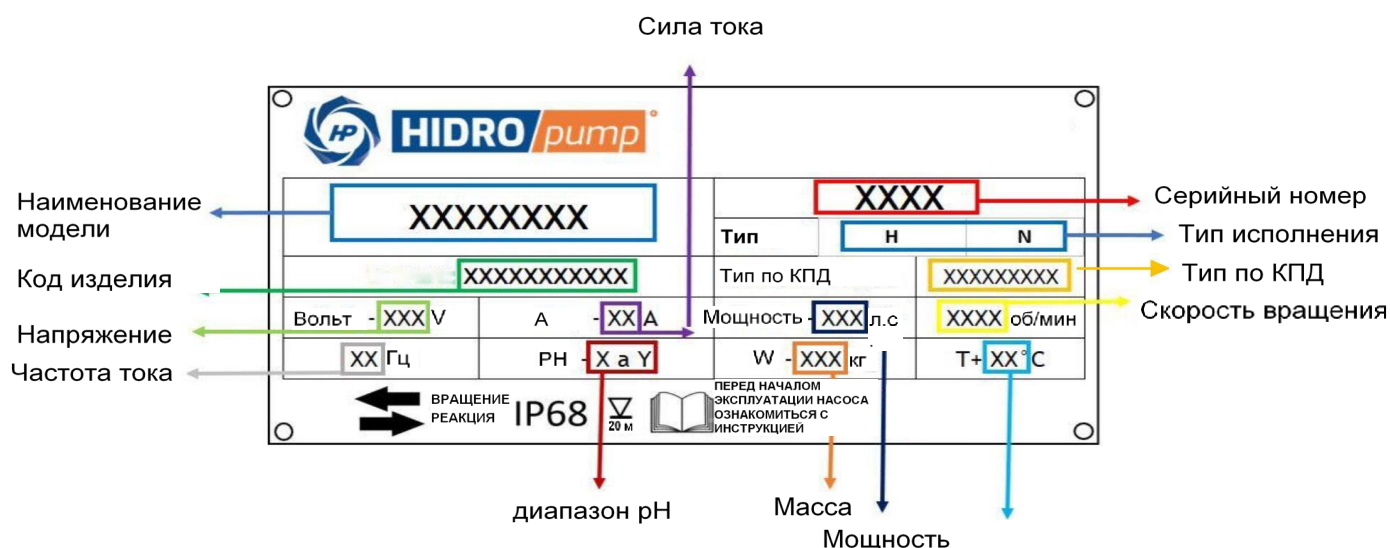 Сила тока
HP HIDRO pump
Наименование
модели
XXXXXXXX
XXXX
Серийный номер
Тип H N
Тип исполнения
Код изделия
XXXXXXXXXXX
Тип по КПД
XXXXXXXXX
Тип по КПД
Скорость вращения
Напряжение
Вольт - XXX V
A - XX A
Мощность - XXX л.с
XXXX об/мин
Частота тока
XX Гц
PH - X a Y
W - XXX кг
T+ XX°C
ВРАЩЕНИЕ
РЕАКЦИЯ
IP68
20 м
ПЕРЕД НАЧАЛОМ
ЭКСПЛУАТАЦИИ НАСОСА
ОЗНАКОМИТЬСЯ С
ИНСТРУКЦИЕЙ
диапазон pH
Масса
Мощность